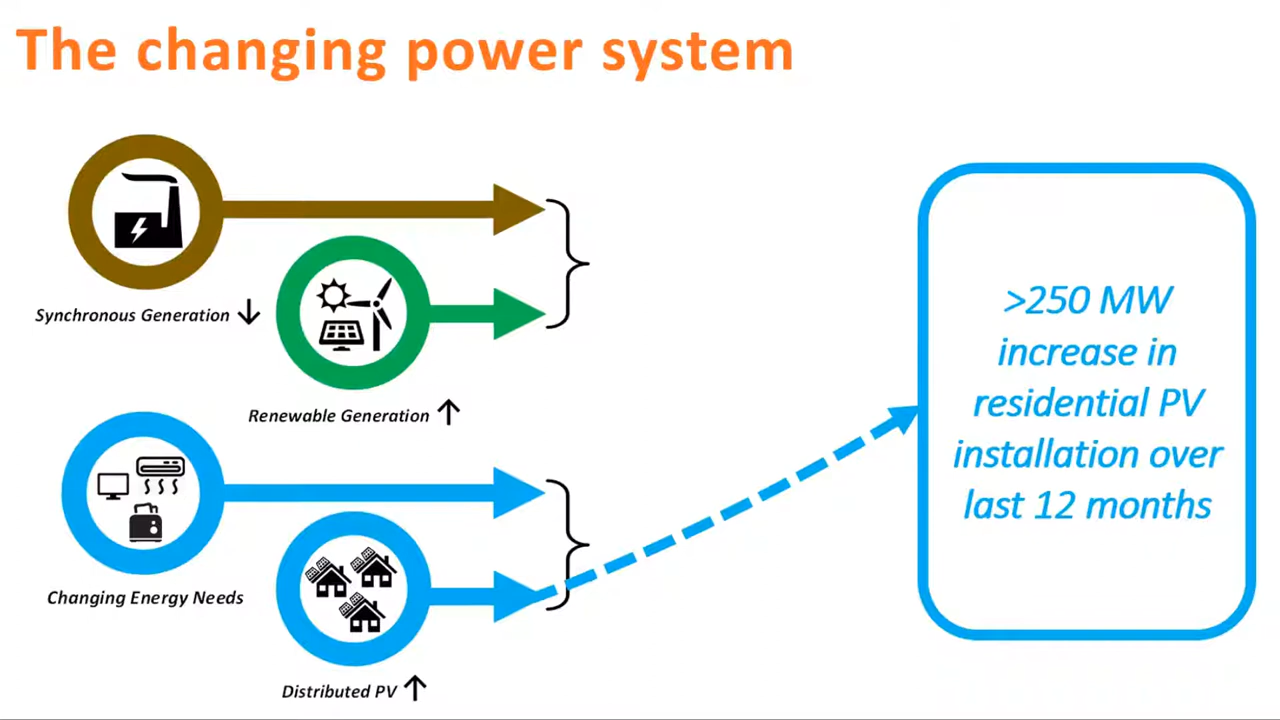 The changing power system
Synchronous Generation ↓
Renewable Generation ↑
Changing Energy Needs
Distributed PV ↑
>250 MW
increase in
residential PV
installation over
last 12 months